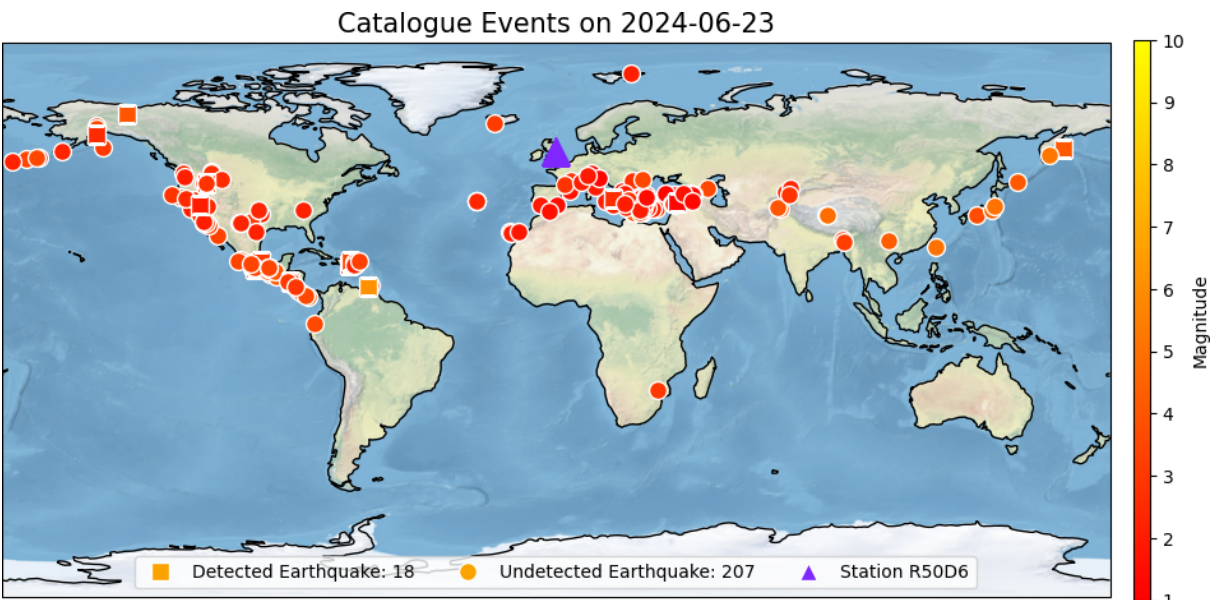 Catalogue Events on 2024-06-23
10
9
8
7
6
5
4
3
2
1
Magnitude
Detected Earthquake: 18
Undetected Earthquake: 207
Station R50D6